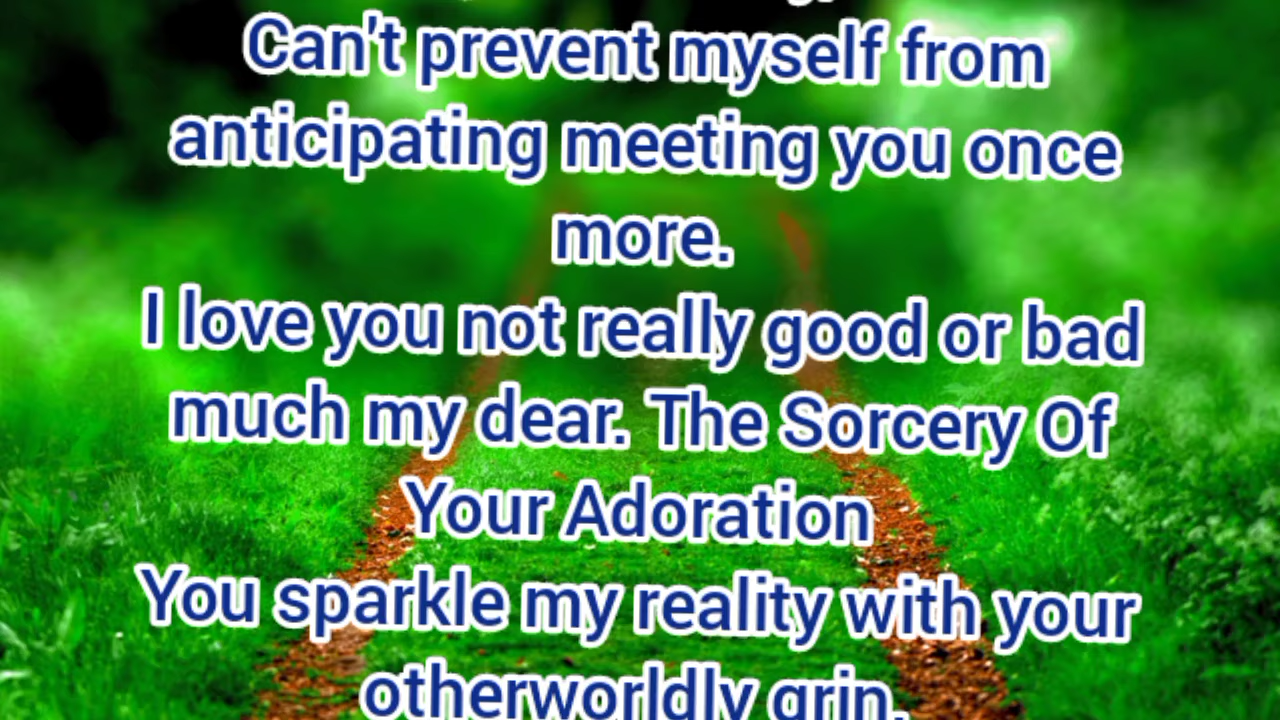 Can't prevent myself from
anticipating meeting you once
more.
I love you not really good or bad
much my dear. The Sorcery Of
Your Adoration
You sparkle my reality with your
otherworldly grin.